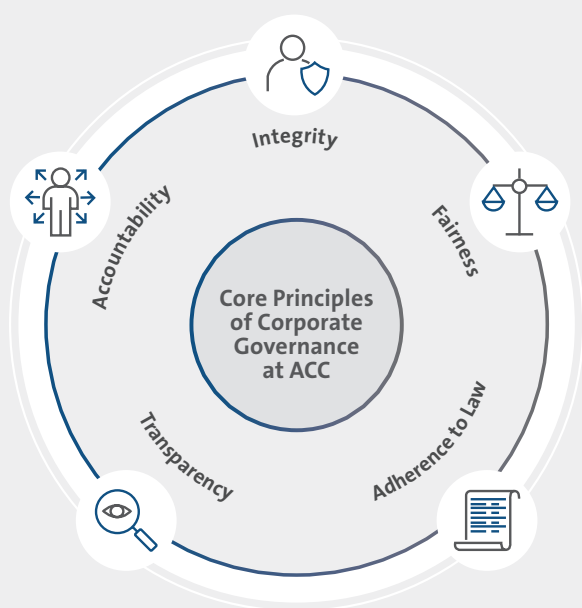 Integrity
Fairness
Adherence to Law
Transparency
Accountability
Core Principles
of Corporate
Governance
at ACC